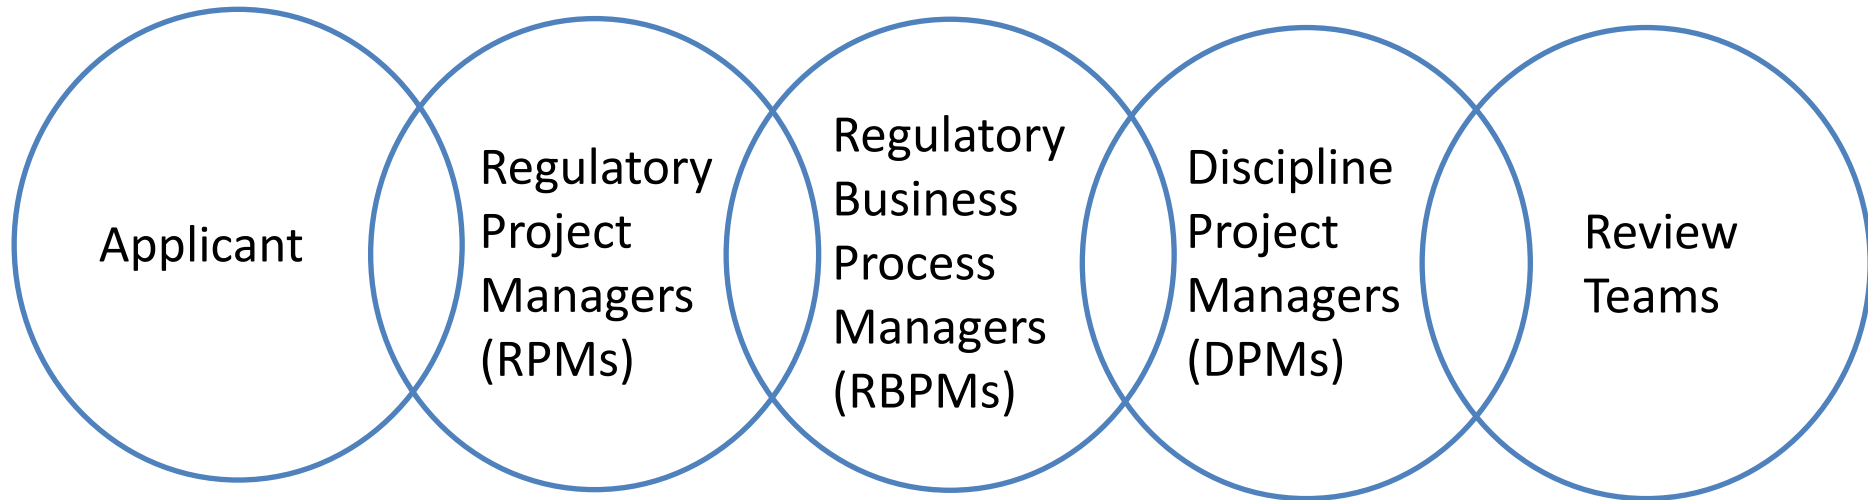 Applicant
Regulatory
Project
Managers
(RPMs)
Regulatory
Business
Process
Managers
(RBPMs)
Discipline
Project
Managers
(DPMs)
Review
Teams